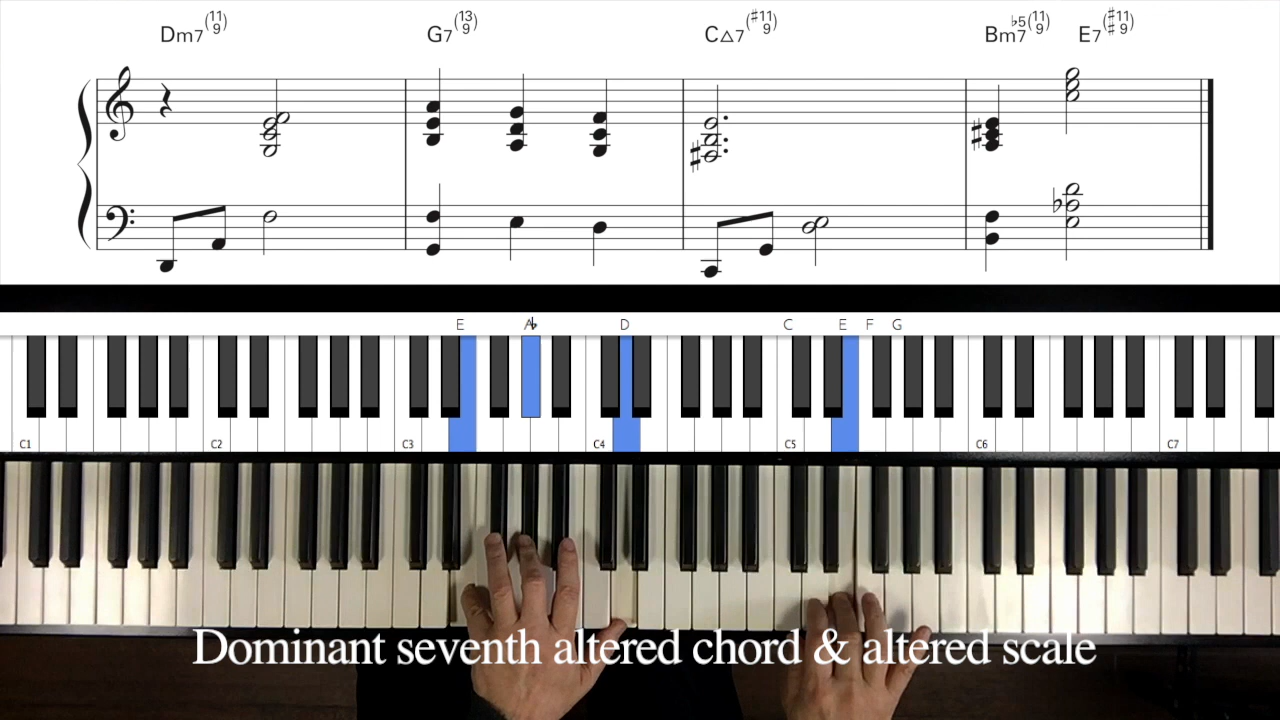 Dm7(11 9) G7(13 9) C△7(#11 9) Bm7♭5(11 9) E7(#11 #9)
E A♭ D C E F G
C1 C2 C3 C4 C5 C6 C7
Dominant seventh altered chord & altered scale